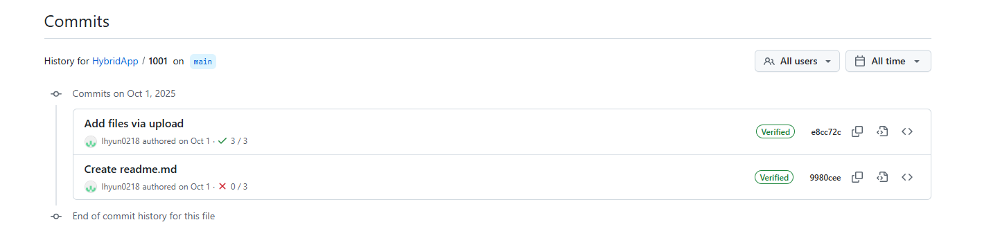 Commits
History for HybridApp / 1001 on main
All users
All time
Commits on Oct 1, 2025
Add files via upload
lhyun0218 authored on Oct 1 · 3 / 3
Verified
e8cc72c
Create readme.md
lhyun0218 authored on Oct 1 · 0 / 3
Verified
9980cee
End of commit history for this file